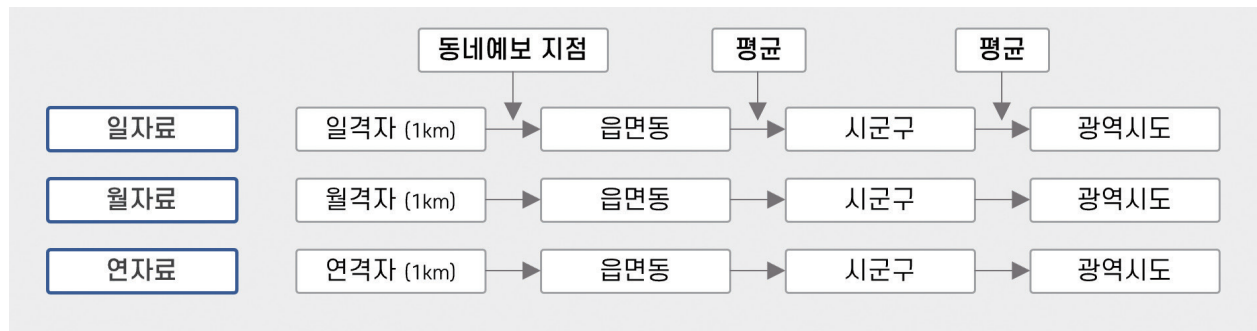 동네예보 지점 평균 평균
일자료 일격자 (1km) 읍면동 시군구 광역시도
월자료 월격자 (1km) 읍면동 시군구 광역시도
연자료 연격자 (1km) 읍면동 시군구 광역시도